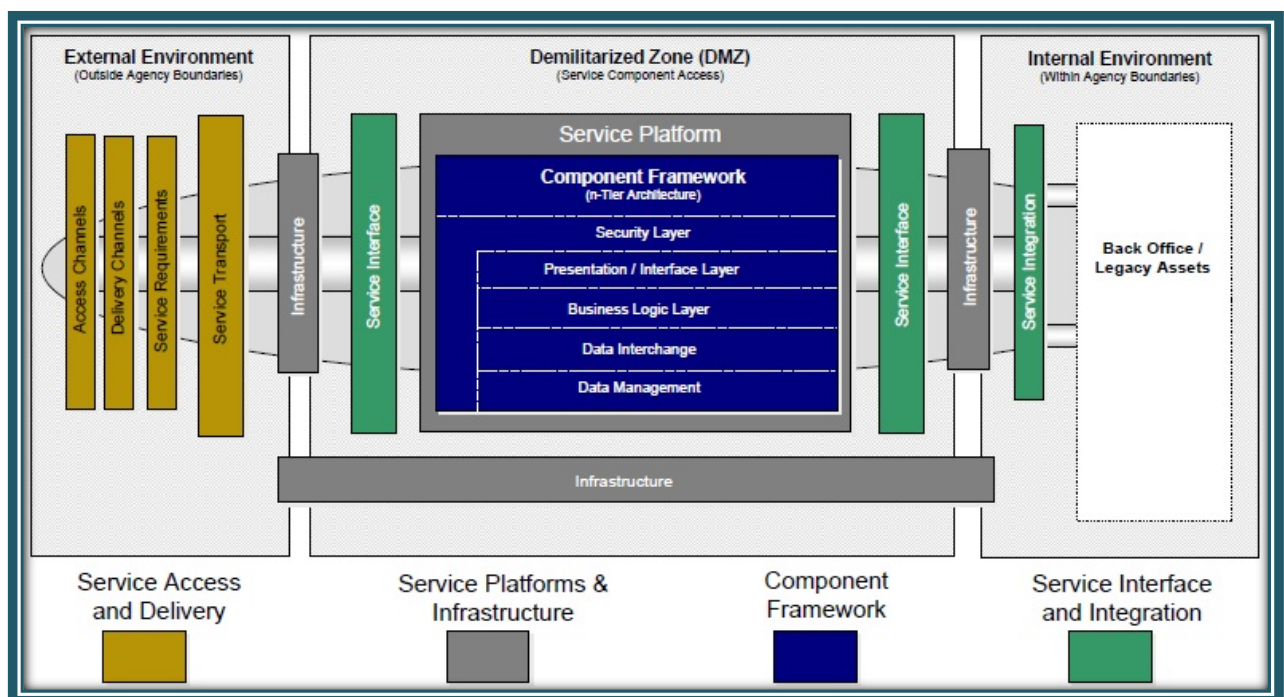 External Environment
(Outside Agency Boundaries)
Access Channels
Delivery Channels
Service Requirements
Service Transport
Infrastructure
Demilitarized Zone (DMZ)
(Service Component Access)
Service Interface
Service Platform
Component Framework
(n-Tier Architecture)
Security Layer
Presentation / Interface Layer
Business Logic Layer
Data Interchange
Data Management
Service Interface
Infrastructure
Infrastructure
Internal Environment
(Within Agency Boundaries)
Service Integration
Back Office /
Legacy Assets
Service Access
and Delivery
Service Platforms &
Infrastructure
Component
Framework
Service Interface
and Integration